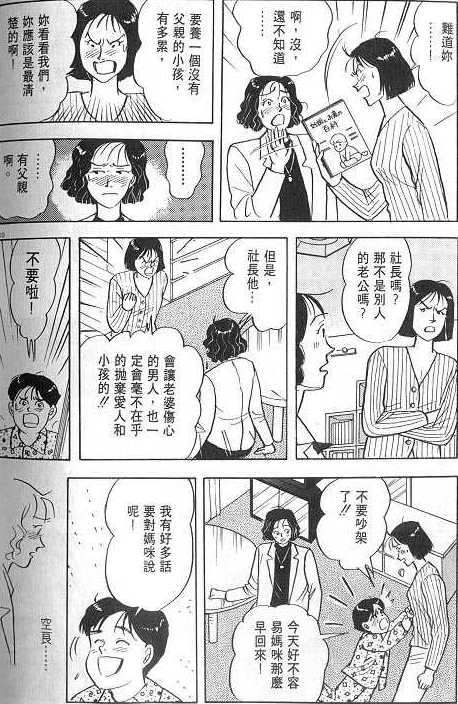 難道妳
……
啊，沒，
還不知道
……
要養一個沒有
父親的小孩，
有多累，
妳看看我們，
妳應該是最清
楚的啊！
……
……
有父親
啊。
社長嗎？
那不是別人
的老公嗎？
但是，
社長他…
會讓老婆傷心
的男人，也一
定會毫不在乎
的拋棄愛人和
小孩的！！
不要啦！
不要吵架
了！！
今天好不容
易媽咪那麼
早回來！
我有好多話
要對媽咪說
呢！
空良……